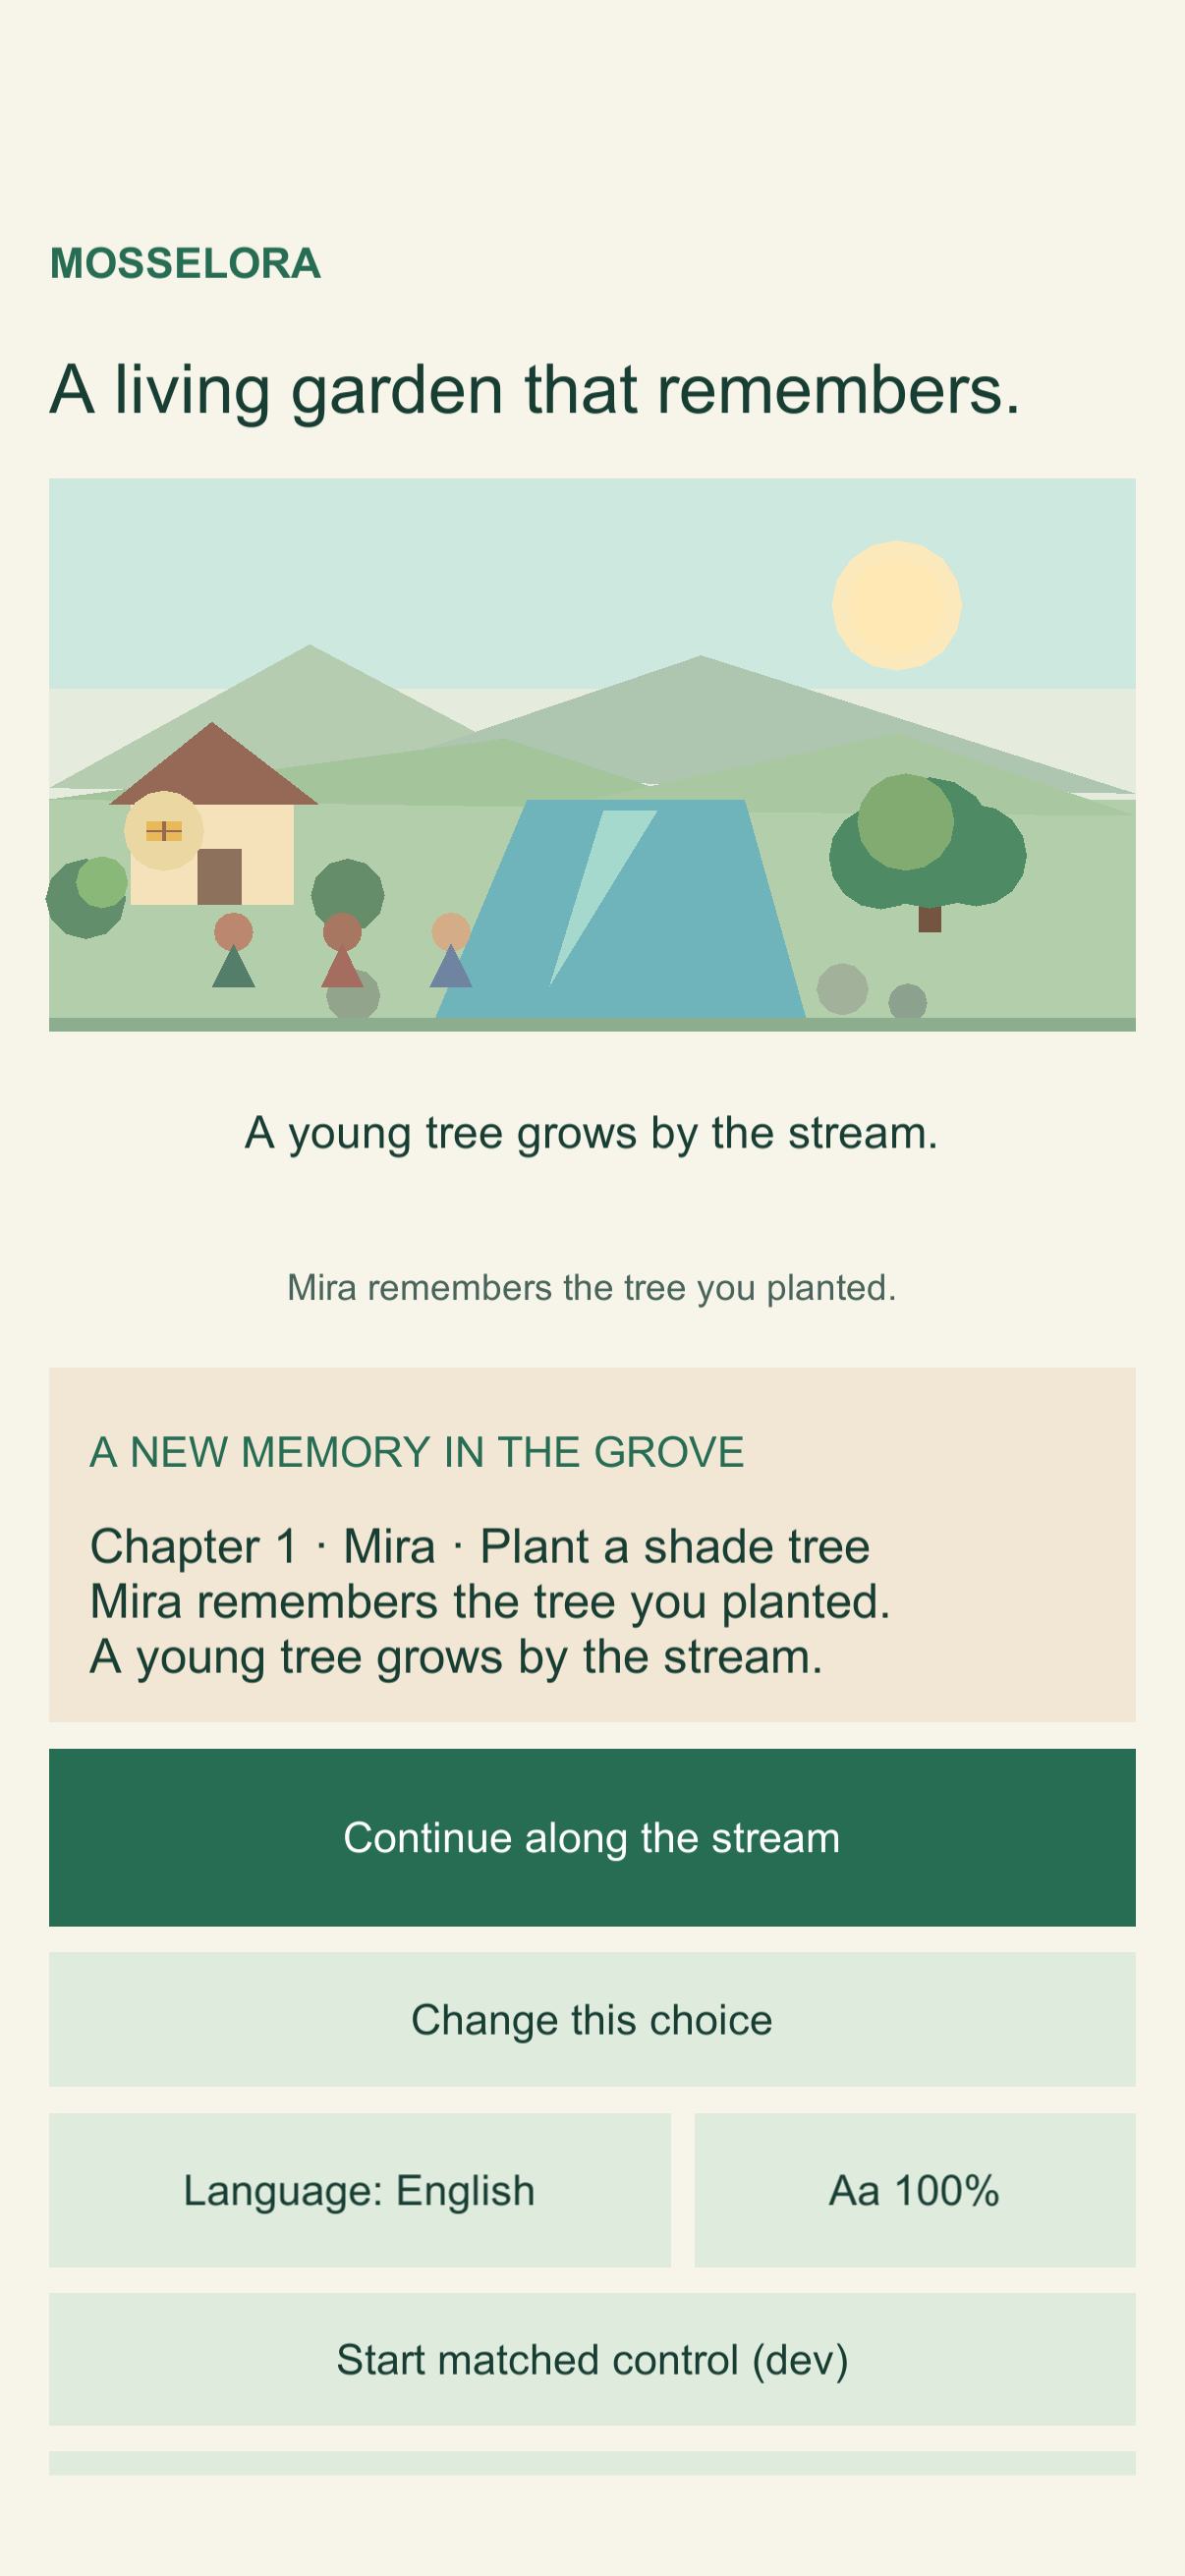 MOSSELORA
A living garden that remembers.
A young tree grows by the stream.
Mira remembers the tree you planted.
A NEW MEMORY IN THE GROVE
Chapter 1 · Mira · Plant a shade tree
Mira remembers the tree you planted.
A young tree grows by the stream.
Continue along the stream
Change this choice
Language: English
Aa 100%
Start matched control (dev)